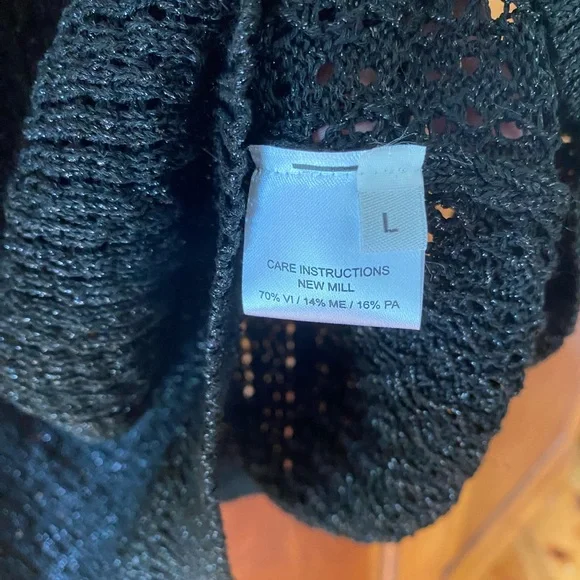 L
CARE INSTRUCTIONS
NEW MILL
70% VI / 14% ME / 16% PA